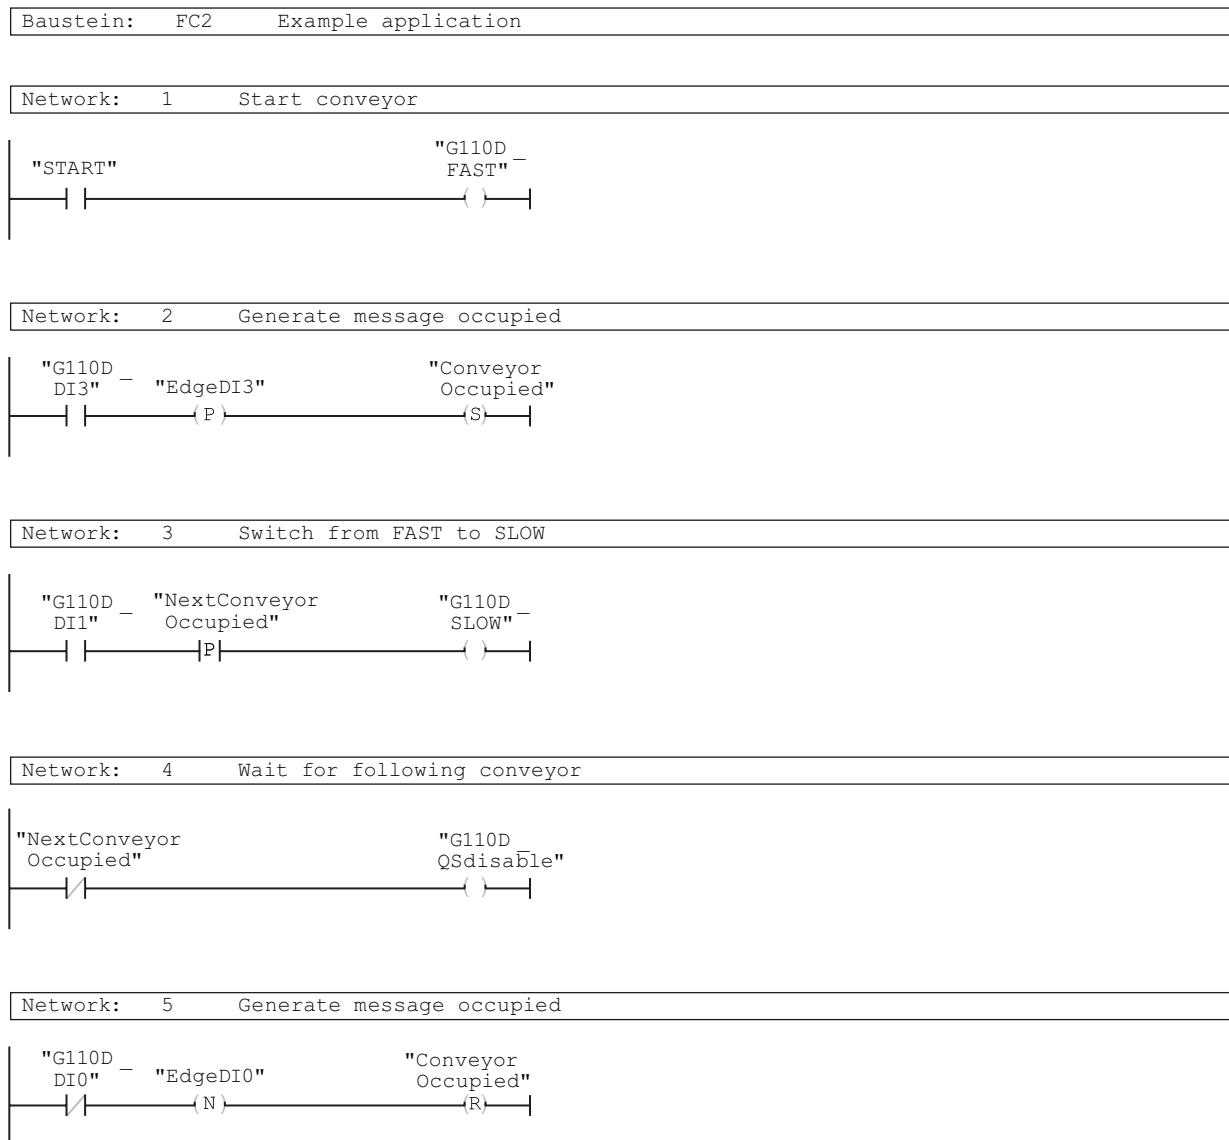 Baustein: FC2 Example application
Network: 1 Start conveyor
"START"
"G110D_
FAST"
( )
Network: 2 Generate message occupied
"G110D_
DI3"
"EdgeDI3"
"Conveyor
Occupied"
(P)
(S)
Network: 3 Switch from FAST to SLOW
"G110D_
DI1"
"NextConveyor
Occupied"
"G110D_
SLOW"
P
( )
Network: 4 Wait for following conveyor
"NextConveyor
Occupied"
"G110D_
QSdisable"
( )
Network: 5 Generate message occupied
"G110D_
DI0"
"EdgeDI0"
"Conveyor
Occupied"
(N)
(R)